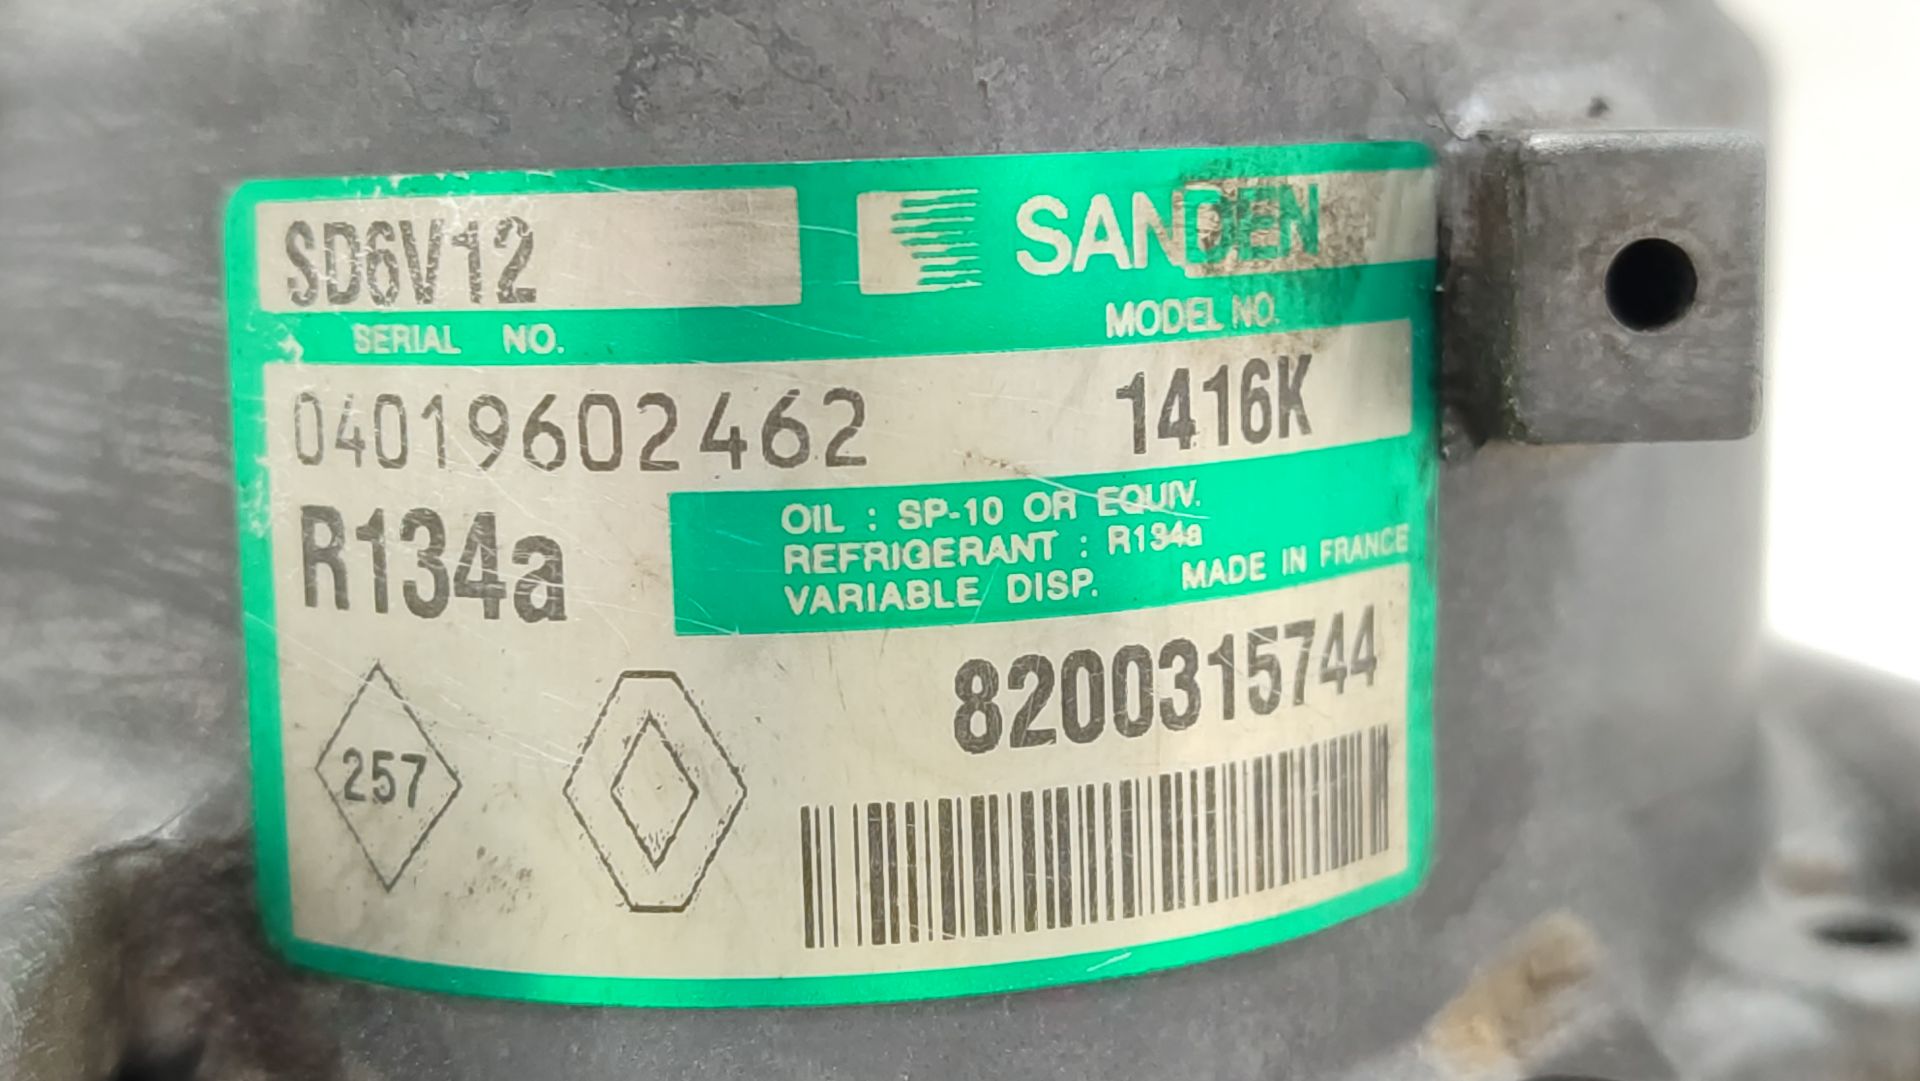 SD6V12
SANDEN
SERIAL NO.
MODEL NO.
04019602462
1416K
R134a
OIL : SP-10 OR EQUIV.
REFRIGERANT : R134a
VARIABLE DISP.
MADE IN FRANCE
8200315744
257